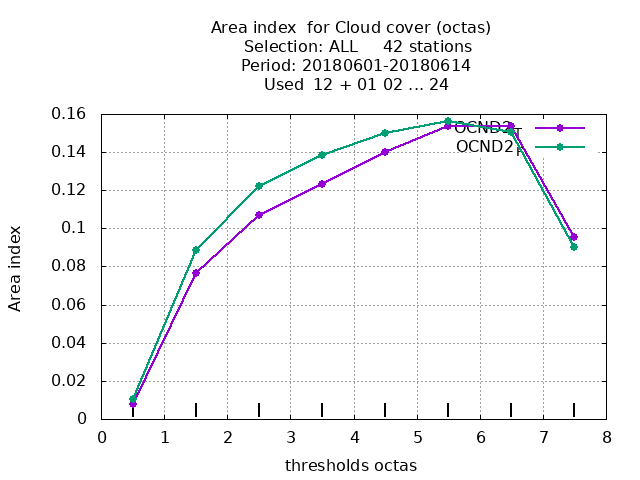 Area index  for Cloud cover (octas)
Selection: ALL     42 stations
Period: 20180601-20180614
Used  12 + 01 02 ... 24
0.16
0.14
0.12
0.1
0.08
0.06
0.04
0.02
0
Area index
OCND2T
OCND2F
0 1 2 3 4 5 6 7 8
thresholds octas